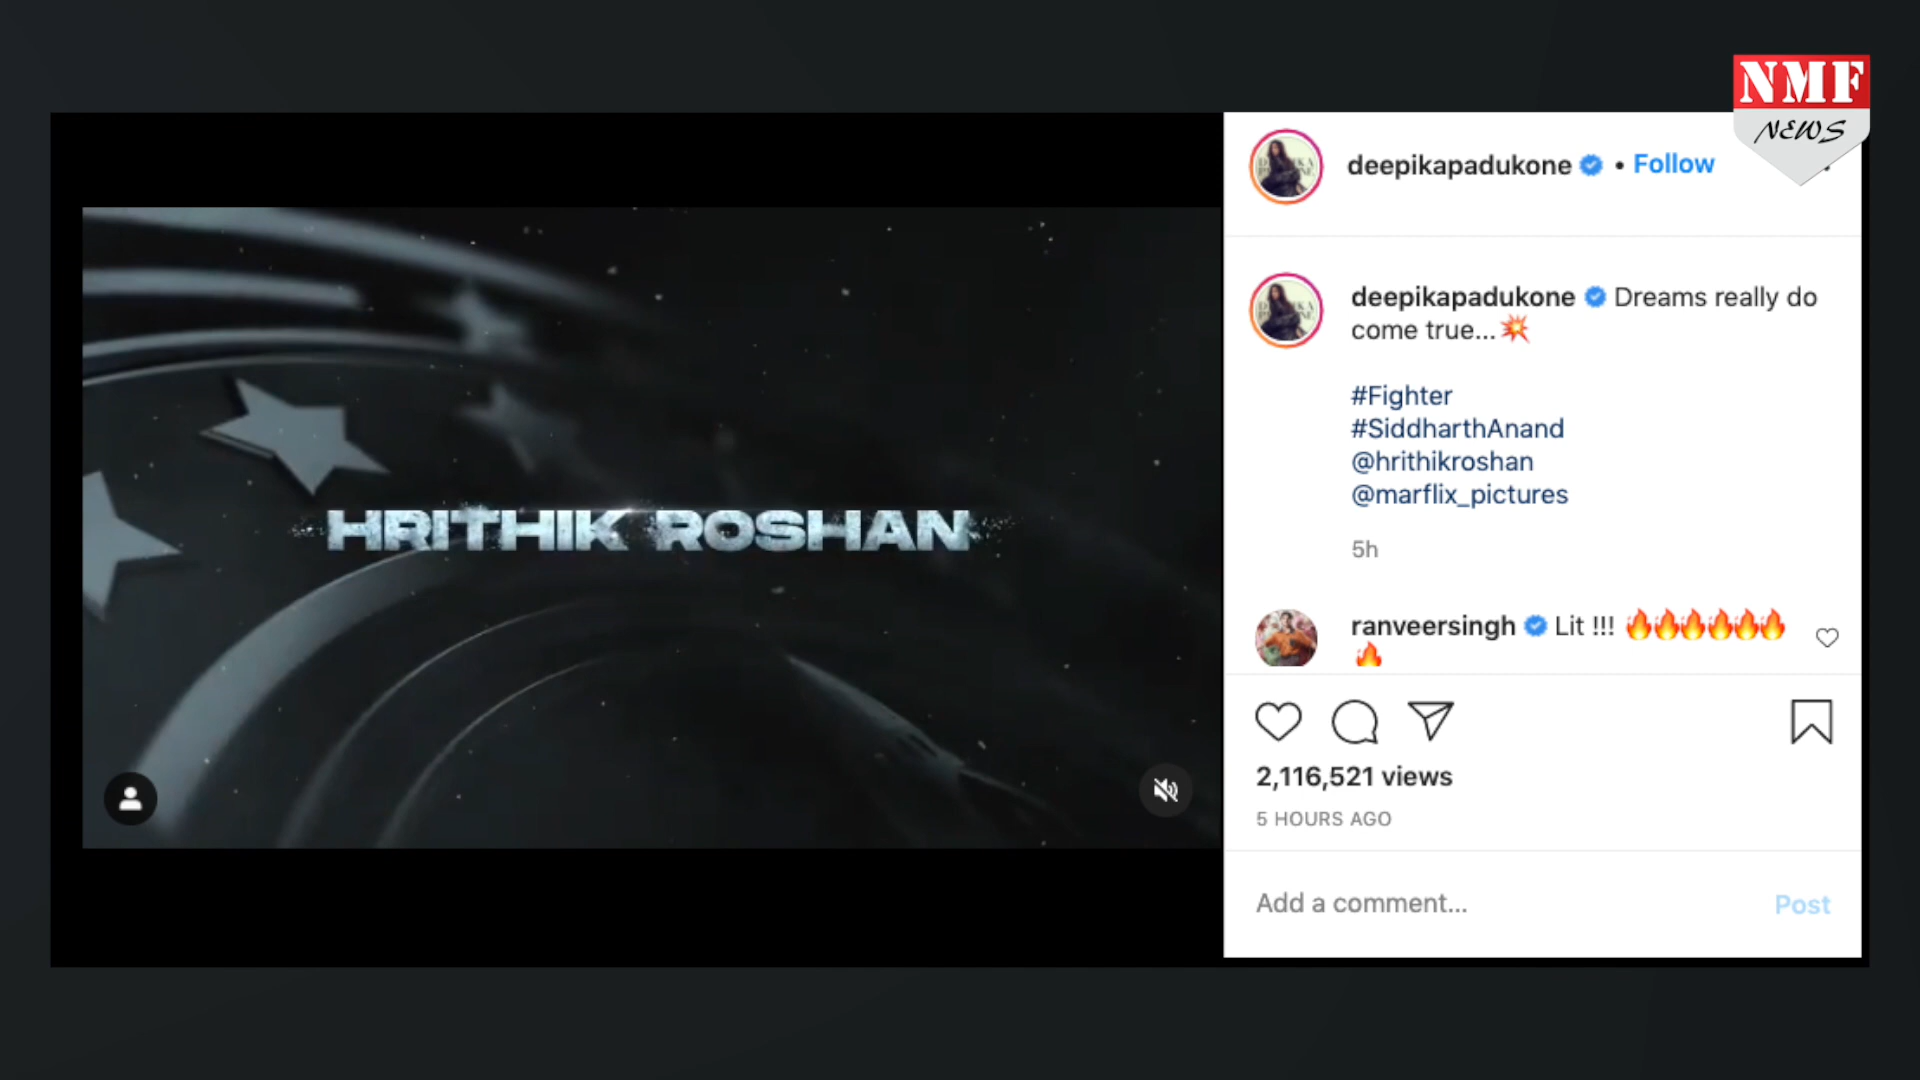 NMF
NEWS
deepikapadukone • Follow
HRITHIK ROSHAN
deepikapadukone Dreams really do
come true...💥
#Fighter
#SiddharthAnand
@hrithikroshan
@marflix_pictures
5h
ranveersingh Lit !!! 🔥🔥🔥🔥🔥🔥
🔥
2,116,521 views
5 HOURS AGO
Add a comment...
Post